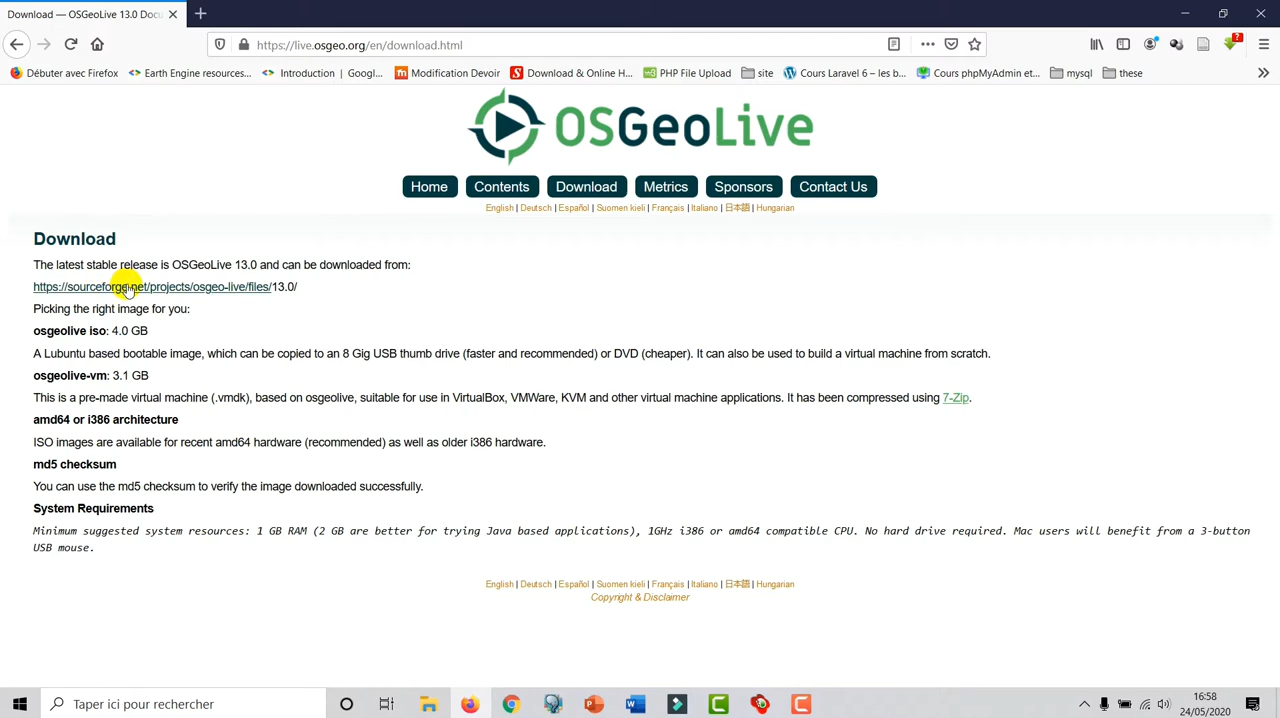 Download — OSGeoLive 13.0 Docu
https://live.osgeo.org/en/download.html
Débuter avec Firefox
Earth Engine resources...
Introduction | Googl...
Modification Devoir
Download & Online H...
PHP File Upload
site
Cours Laravel 6 – les b...
Cours phpMyAdmin et...
mysql
these
OSGeoLive
Home
Contents
Download
Metrics
Sponsors
Contact Us
English | Deutsch | Español | Suomen kieli | Français | Italiano | 日本語 | Hungarian
Download
The latest stable release is OSGeoLive 13.0 and can be downloaded from:
https://sourceforge.net/projects/osgeo-live/files/13.0/
Picking the right image for you:
osgeolive iso: 4.0 GB
A Lubuntu based bootable image, which can be copied to an 8 Gig USB thumb drive (faster and recommended) or DVD (cheaper). It can also be used to build a virtual machine from scratch.
osgeolive-vm: 3.1 GB
This is a pre-made virtual machine (.vmdk), based on osgeolive, suitable for use in VirtualBox, VMWare, KVM and other virtual machine applications. It has been compressed using 7-Zip.
amd64 or i386 architecture
ISO images are available for recent amd64 hardware (recommended) as well as older i386 hardware.
md5 checksum
You can use the md5 checksum to verify the image downloaded successfully.
System Requirements
Minimum suggested system resources: 1 GB RAM (2 GB are better for trying Java based applications), 1GHz i386 or amd64 compatible CPU. No hard drive required. Mac users will benefit from a 3-button
USB mouse.
English | Deutsch | Español | Suomen kieli | Français | Italiano | 日本語 | Hungarian
Copyright & Disclaimer
Taper ici pour rechercher
16:58
24/05/2020